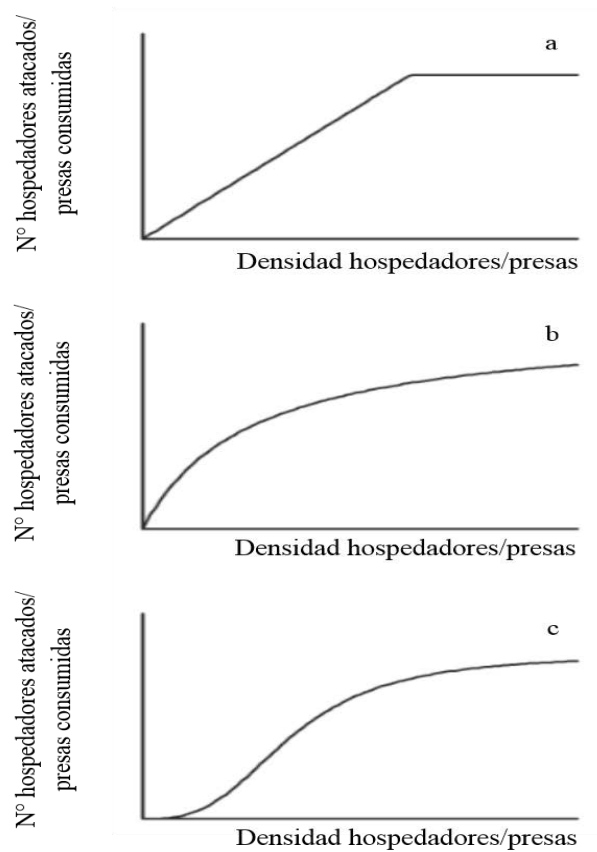 N° hospedadores atacados/
presas consumidas
a
Densidad hospedadores/presas
N° hospedadores atacados/
presas consumidas
b
Densidad hospedadores/presas
N° hospedadores atacados/
presas consumidas
c
Densidad hospedadores/presas